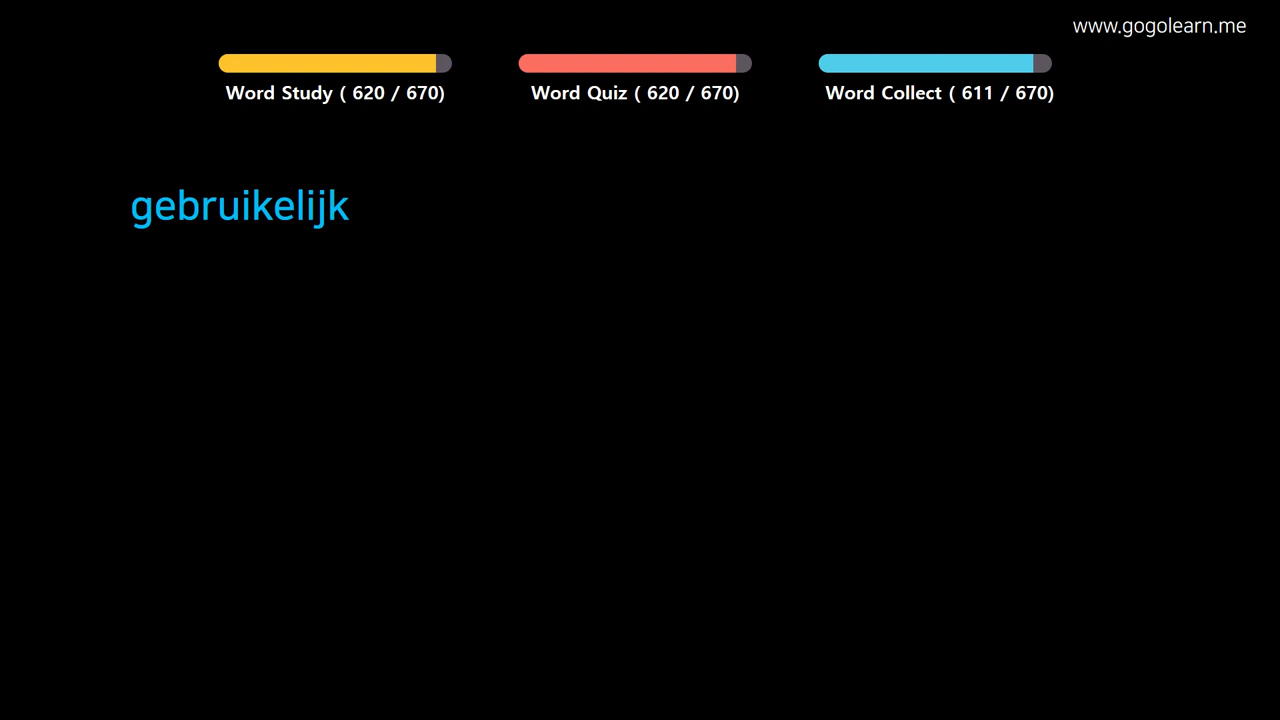 www.gogolearn.me
Word Study ( 620 / 670)
Word Quiz ( 620 / 670)
Word Collect ( 611 / 670)
gebruikelijk